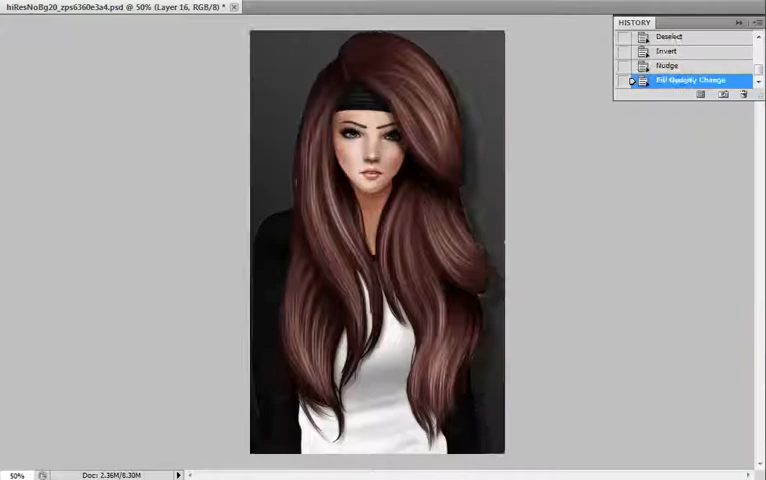 hiResNoBg20_zps6360e3a4.psd @ 50% (Layer 16, RGB/8) *
HISTORY
Deselect
Invert
Nudge
Fill Opacity Change
50%
Doc: 2.36M/8.30M